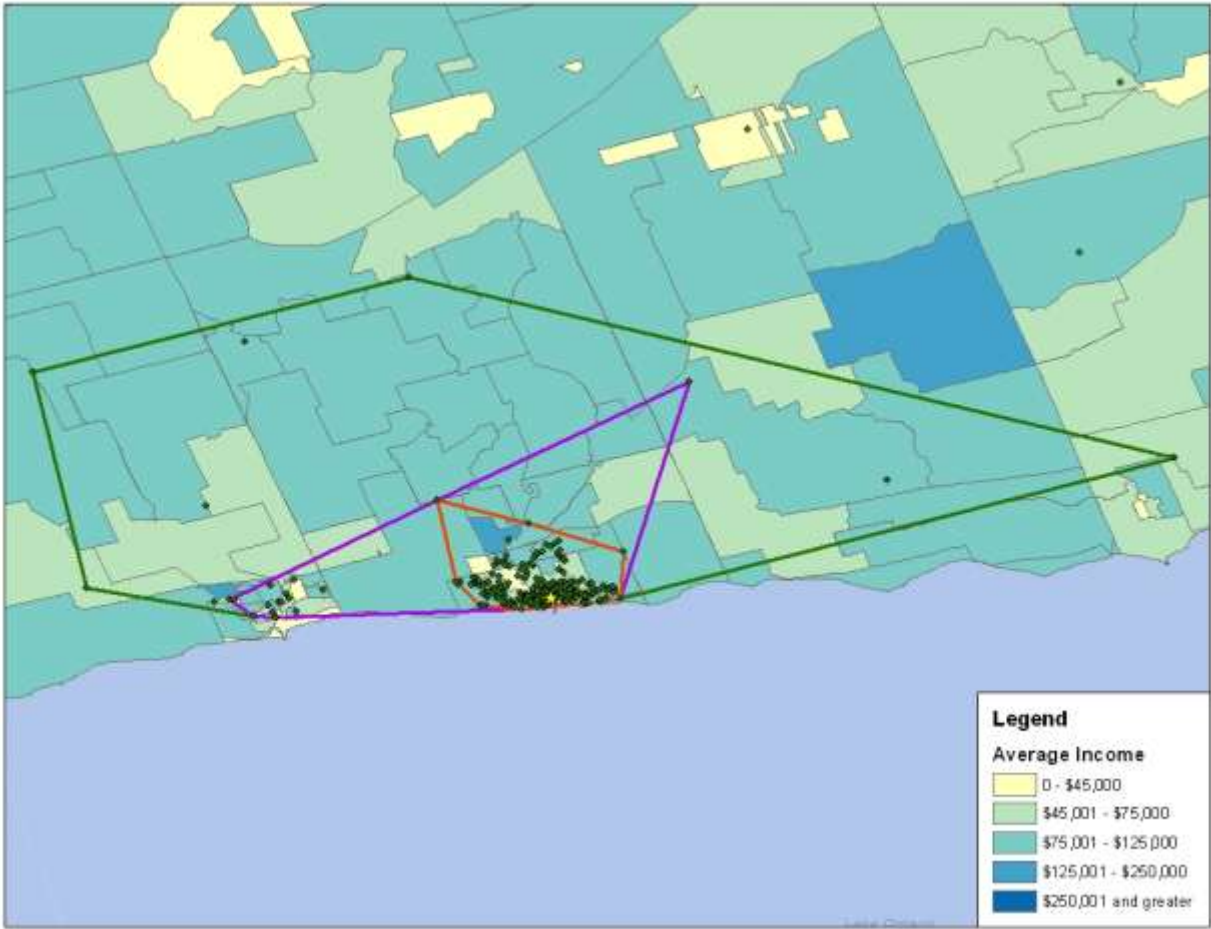 Legend
Average Income
0 - $45,000
$45,001 - $75,000
$75,001 - $125,000
$125,001 - $250,000
$250,001 and greater